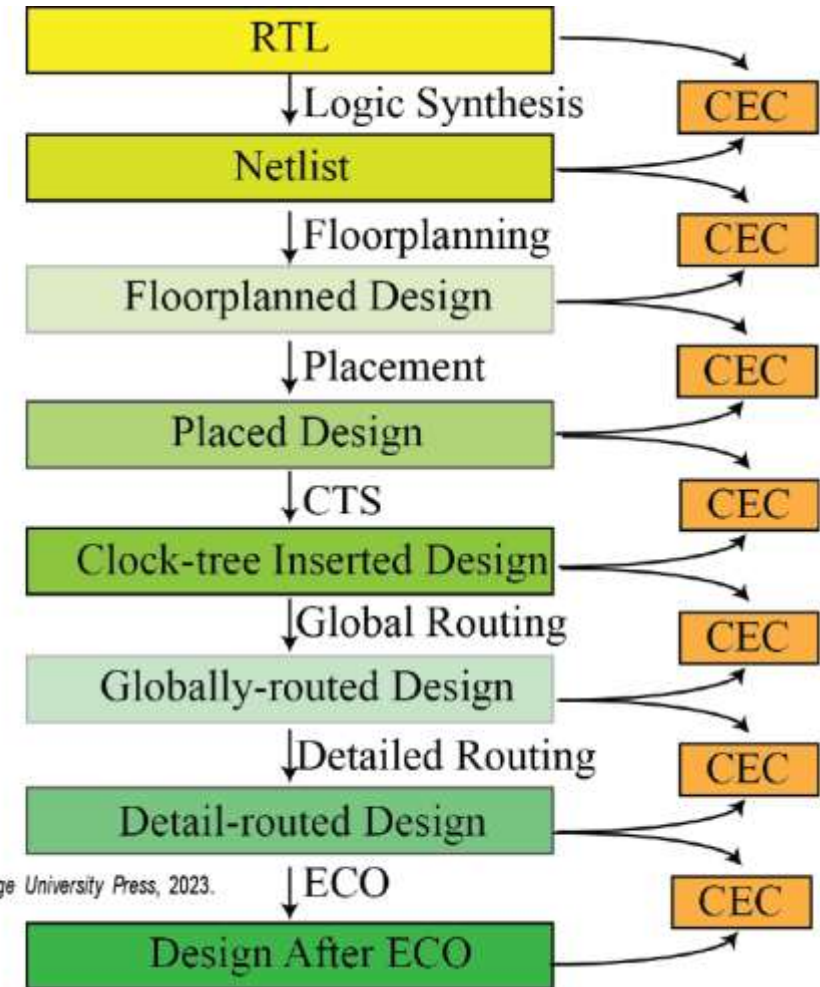 RTL
CEC
Logic Synthesis
Netlist
CEC
Floorplanning
Floorplanned Design
CEC
Placement
Placed Design
CEC
CTS
Clock-tree Inserted Design
CEC
Global Routing
Globally-routed Design
CEC
Detailed Routing
Detail-routed Design
University Press, 2023.
ECO
CEC
Design After ECO